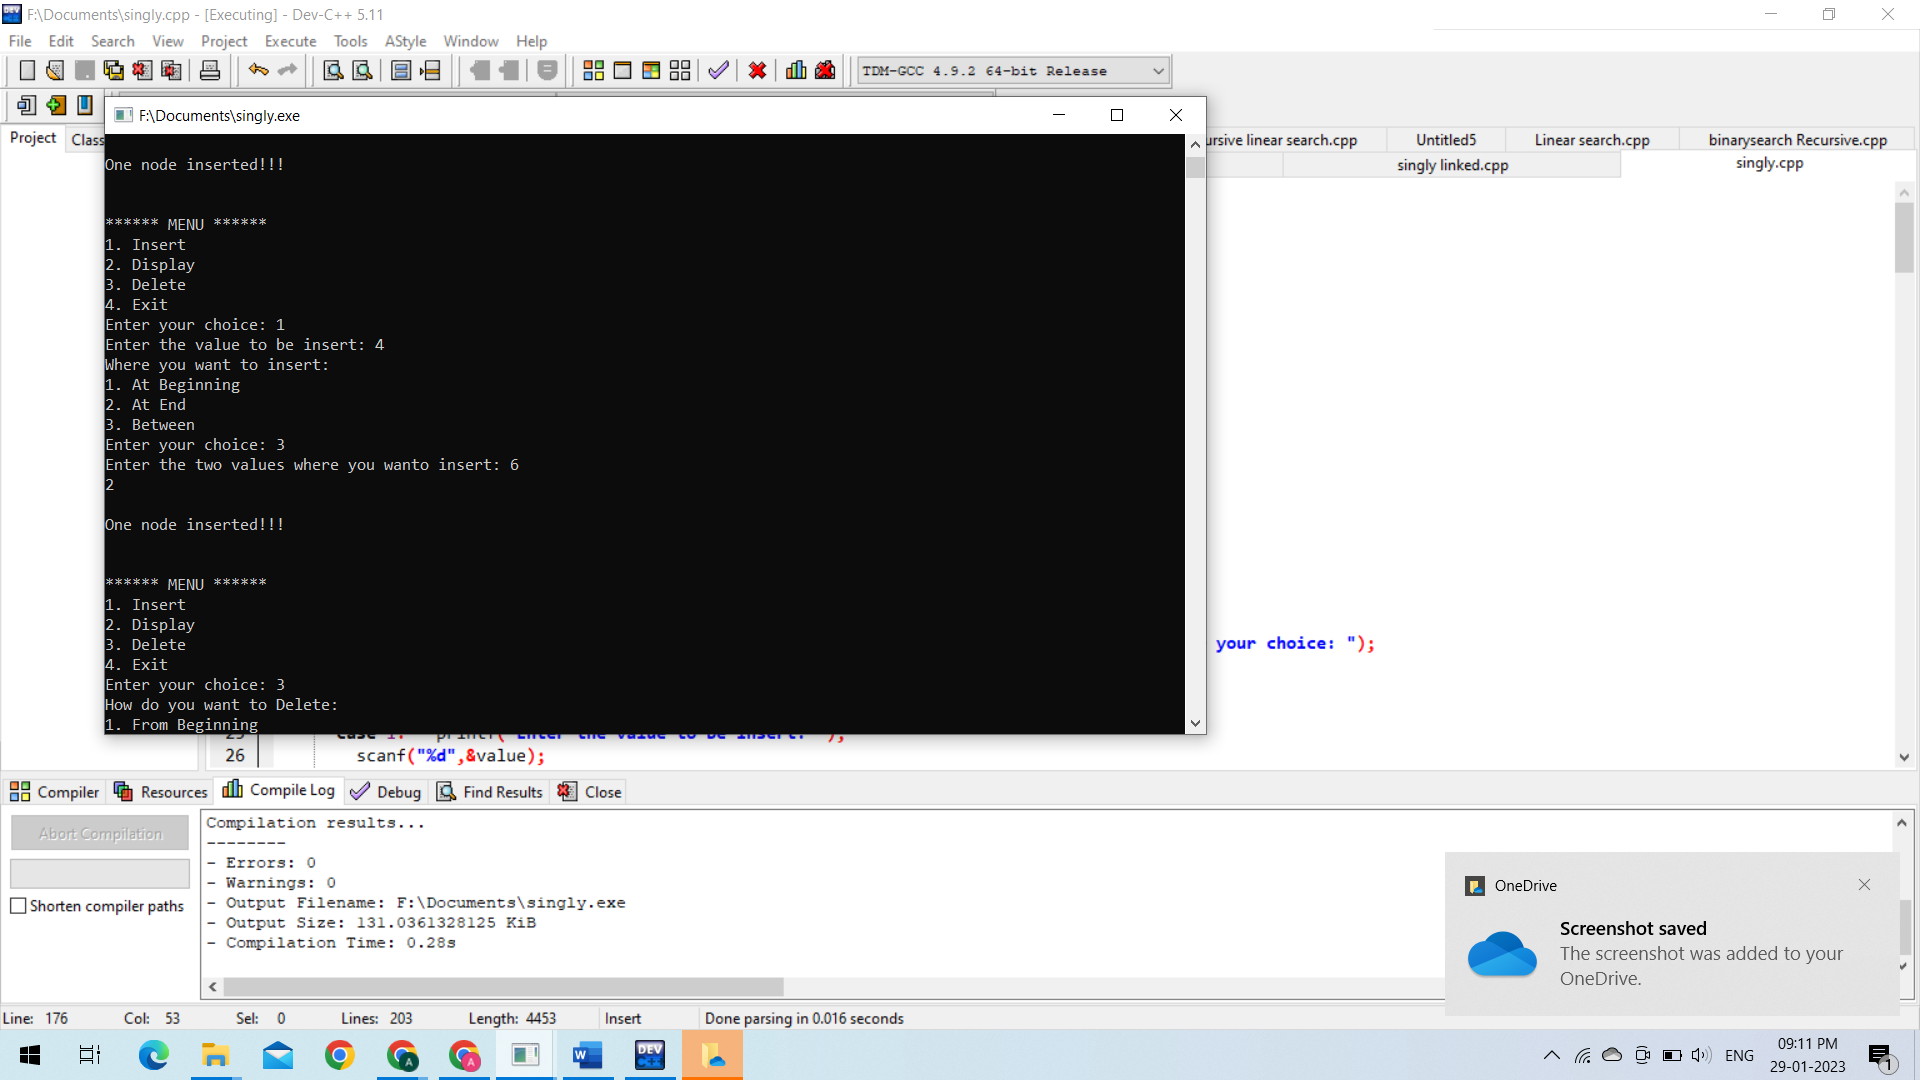 F:\Documents\singly.cpp - [Executing] - Dev-C++ 5.11
File Edit Search View Project Execute Tools AStyle Window Help
TDM-GCC 4.9.2 64-bit Release
F:\Documents\singly.exe
Project Class
ursive linear search.cpp Untitled5 Linear search.cpp binarysearch Recursive.cpp
singly linked.cpp singly.cpp
One node inserted!!!
****** MENU ******
1. Insert
2. Display
3. Delete
4. Exit
Enter your choice: 1
Enter the value to be insert: 4
Where you want to insert:
1. At Beginning
2. At End
3. Between
Enter your choice: 3
Enter the two values where you wanto insert: 6
2
One node inserted!!!
****** MENU ******
1. Insert
2. Display
3. Delete
4. Exit
Enter your choice: 3
How do you want to Delete:
1. From Beginning
your choice: ");
26 scanf("%d",&value);
Compiler Resources Compile Log Debug Find Results Close
Abort Compilation
Shorten compiler paths
Compilation results...
--------
- Errors: 0
- Warnings: 0
- Output Filename: F:\Documents\singly.exe
- Output Size: 131.0361328125 KiB
- Compilation Time: 0.28s
OneDrive
Screenshot saved
The screenshot was added to your
OneDrive.
Line: 176 Col: 53 Sel: 0 Lines: 203 Length: 4453 Insert Done parsing in 0.016 seconds
DEV C++
ENG
09:11 PM
29-01-2023
1